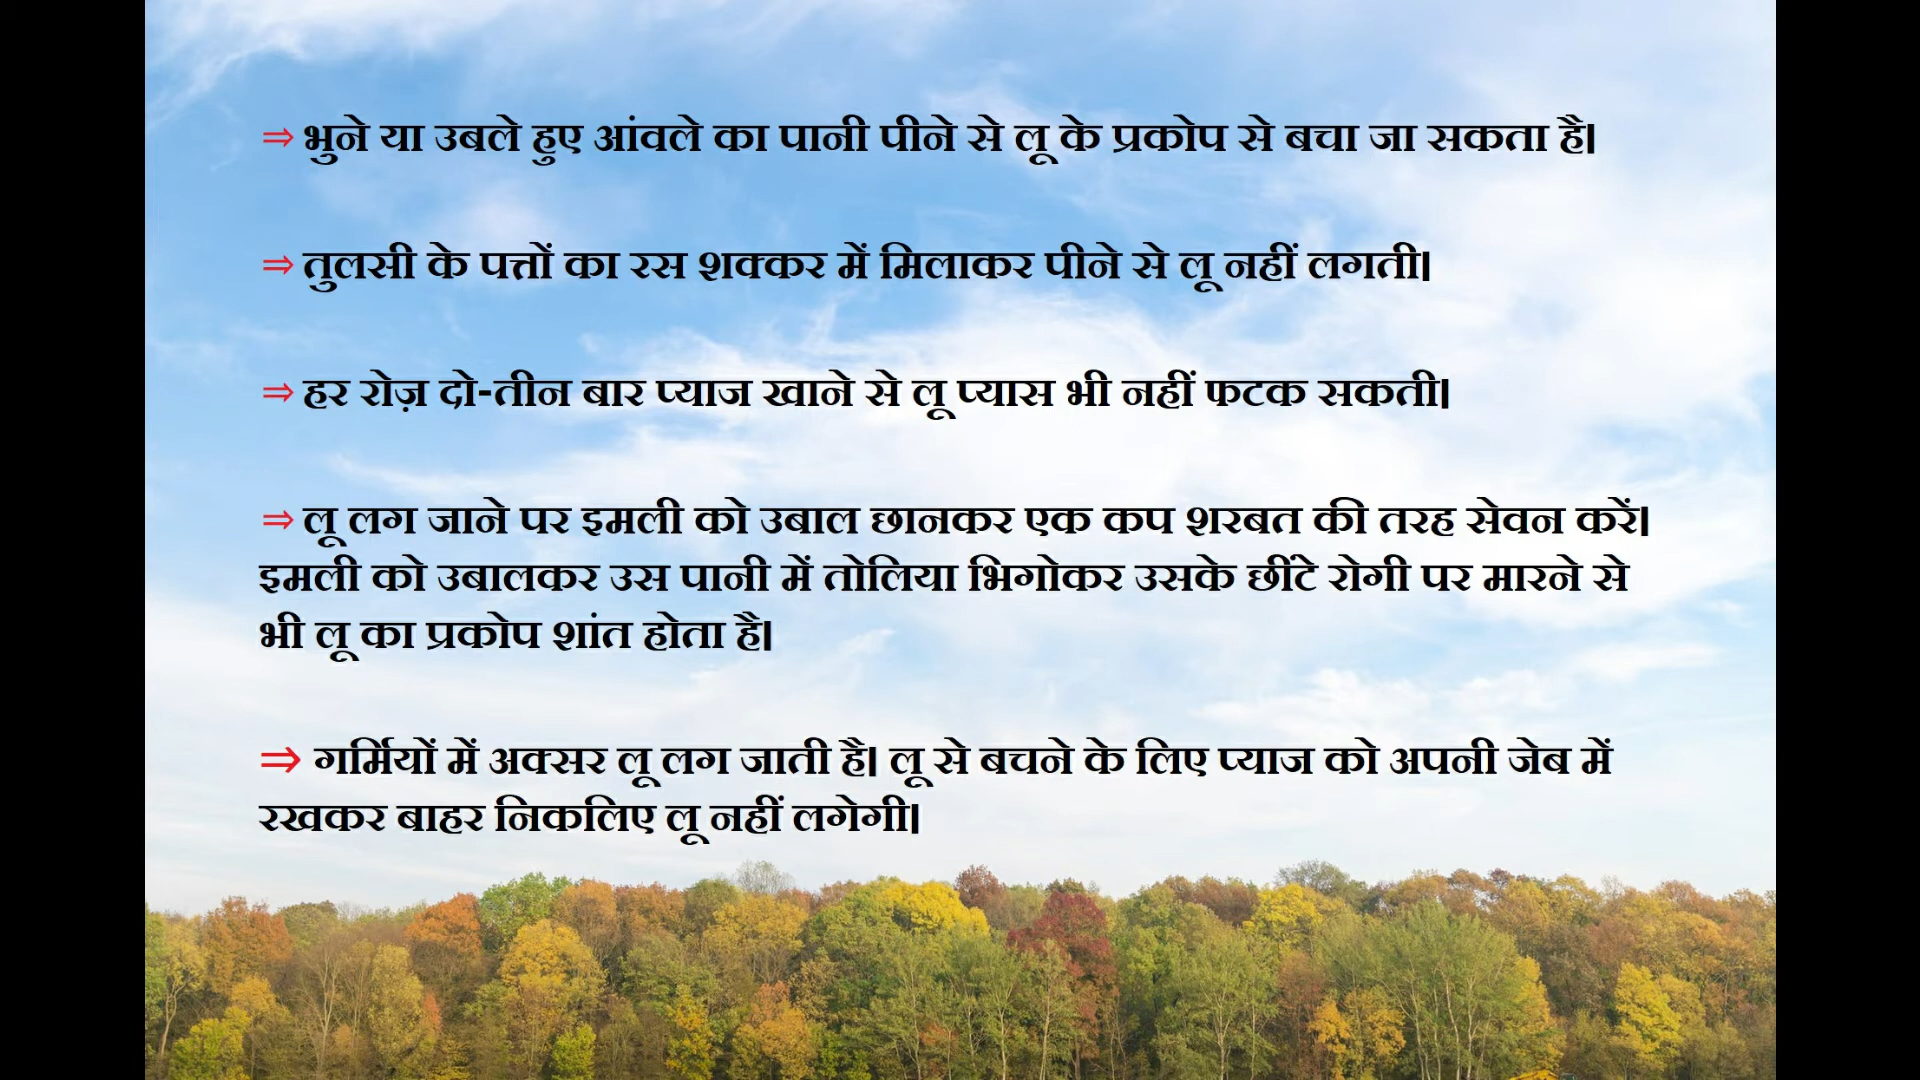 ⇒ भुने या उबले हुए आंवले का पानी पीने से लू के प्रकोप से बचा जा सकता है।
⇒ तुलसी के पत्तों का रस शक्कर में मिलाकर पीने से लू नहीं लगती।
⇒ हर रोज़ दो-तीन बार प्याज खाने से लू प्यास भी नहीं फटक सकती।
⇒ लू लग जाने पर इमली को उबाल छानकर एक कप शरबत की तरह सेवन करें।
इमली को उबालकर उस पानी में तोलिया भिगोकर उसके छींटे रोगी पर मारने से
भी लू का प्रकोप शांत होता है।
⇒ गर्मियों में अक्सर लू लग जाती है। लू से बचने के लिए प्याज को अपनी जेब में
रखकर बाहर निकलिए लू नहीं लगेगी।